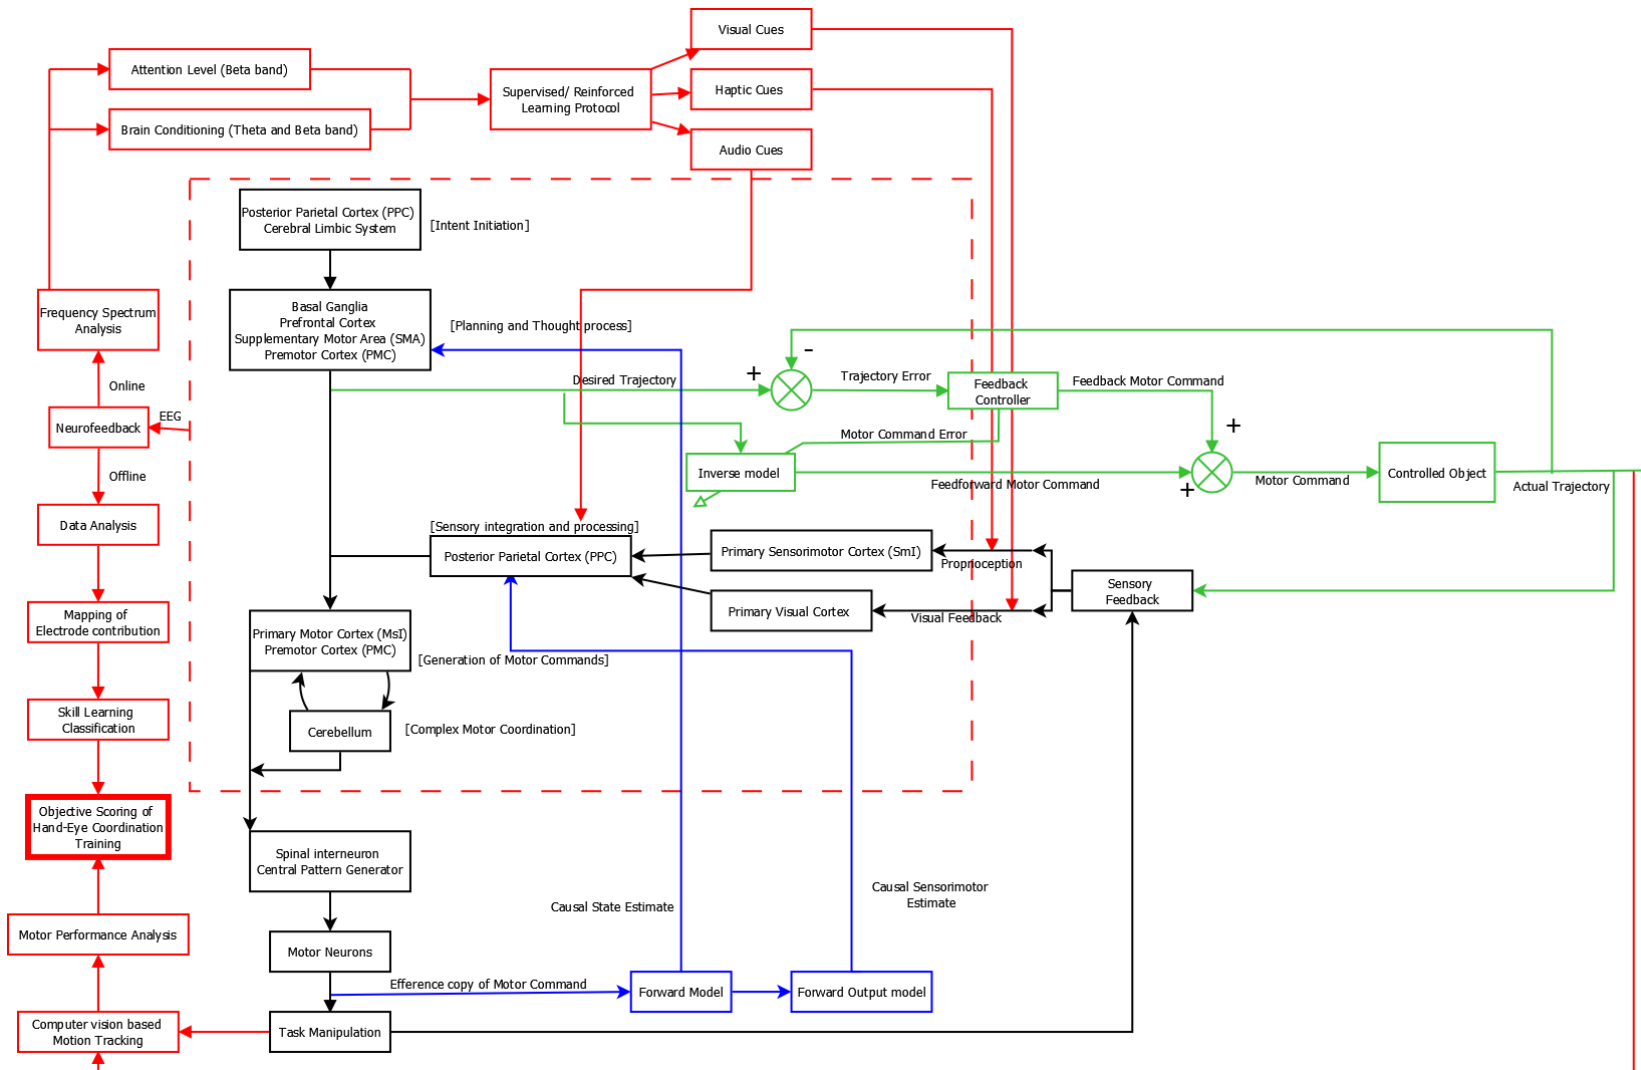 Visual Cues
Attention Level (Beta band)
Supervised/ Reinforced
Learning Protocol
Haptic Cues
Brain Conditioning (Theta and Beta band)
Audio Cues
Posterior Parietal Cortex (PPC)
Cerebral Limbic System
[Intent Initiation]
Frequency Spectrum
Analysis
Basal Ganglia
Prefrontal Cortex
Supplementary Motor Area (SMA)
Premotor Cortex (PMC)
[Planning and Thought process]
-
+
Desired Trajectory
Trajectory Error
Feedback
Controller
Feedback Motor Command
Online
EEG
Neurofeedback
Offline
Motor Command Error
+
Inverse model
Feedforward Motor Command
+
Motor Command
Controlled Object
Actual Trajectory
Data Analysis
[Sensory integration and processing]
Posterior Parietal Cortex (PPC)
Primary Sensorimotor Cortex (SmI)
Proprioception
Sensory
Feedback
Primary Visual Cortex
Visual Feedback
Mapping of
Electrode contribution
Primary Motor Cortex (MsI)
Premotor Cortex (PMC)
[Generation of Motor Commands]
Skill Learning
Classification
Cerebellum
[Complex Motor Coordination]
Objective Scoring of
Hand-Eye Coordination
Training
Spinal interneuron
Central Pattern Generator
Causal State Estimate
Causal Sensorimotor
Estimate
Motor Performance Analysis
Motor Neurons
Efference copy of Motor Command
Forward Model
Forward Output model
Computer vision based
Motion Tracking
Task Manipulation